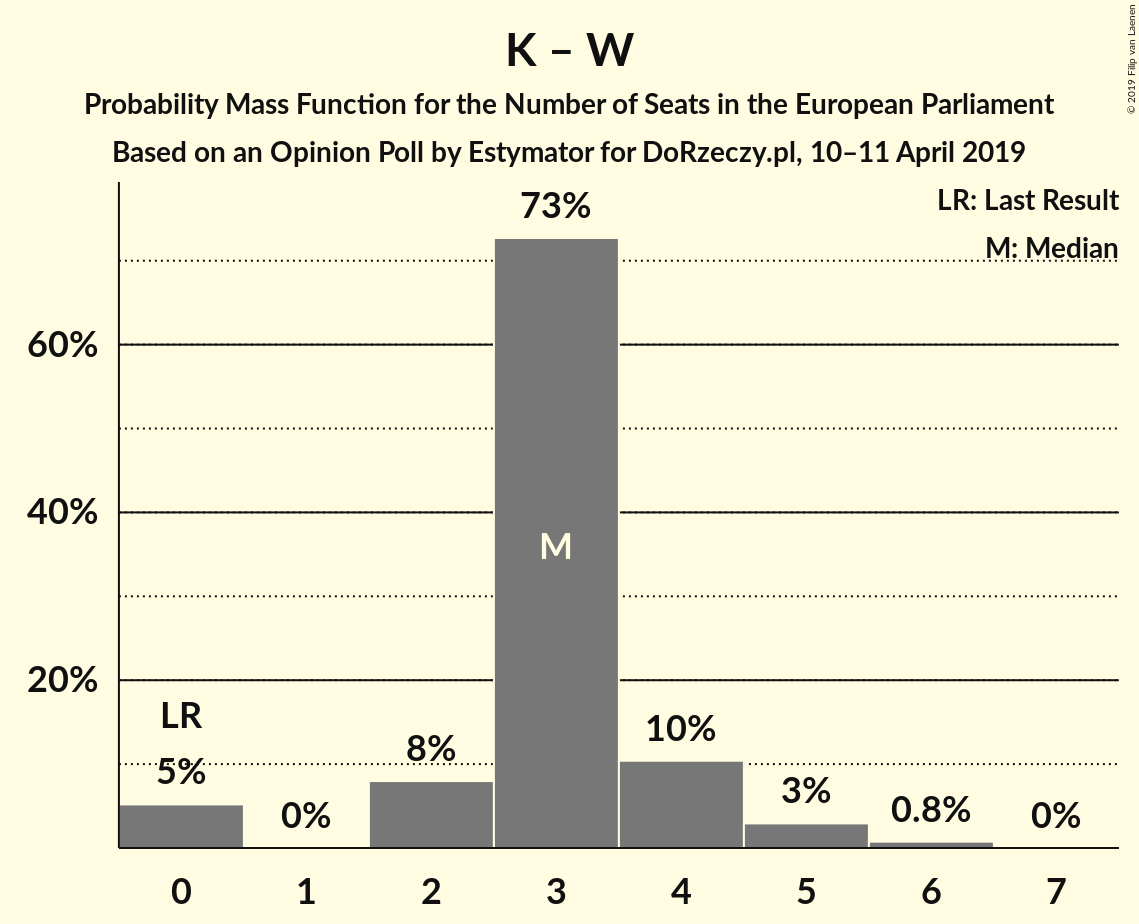 K – W
Probability Mass Function for the Number of Seats in the European Parliament
Based on an Opinion Poll by Estymator for DoRzeczy.pl, 10–11 April 2019
© 2019 Filip van Laenen
LR: Last Result
M: Median
73%
60%
40%
20%
M
LR
5%
0%
8%
10%
3%
0.8%
0%
0 1 2 3 4 5 6 7